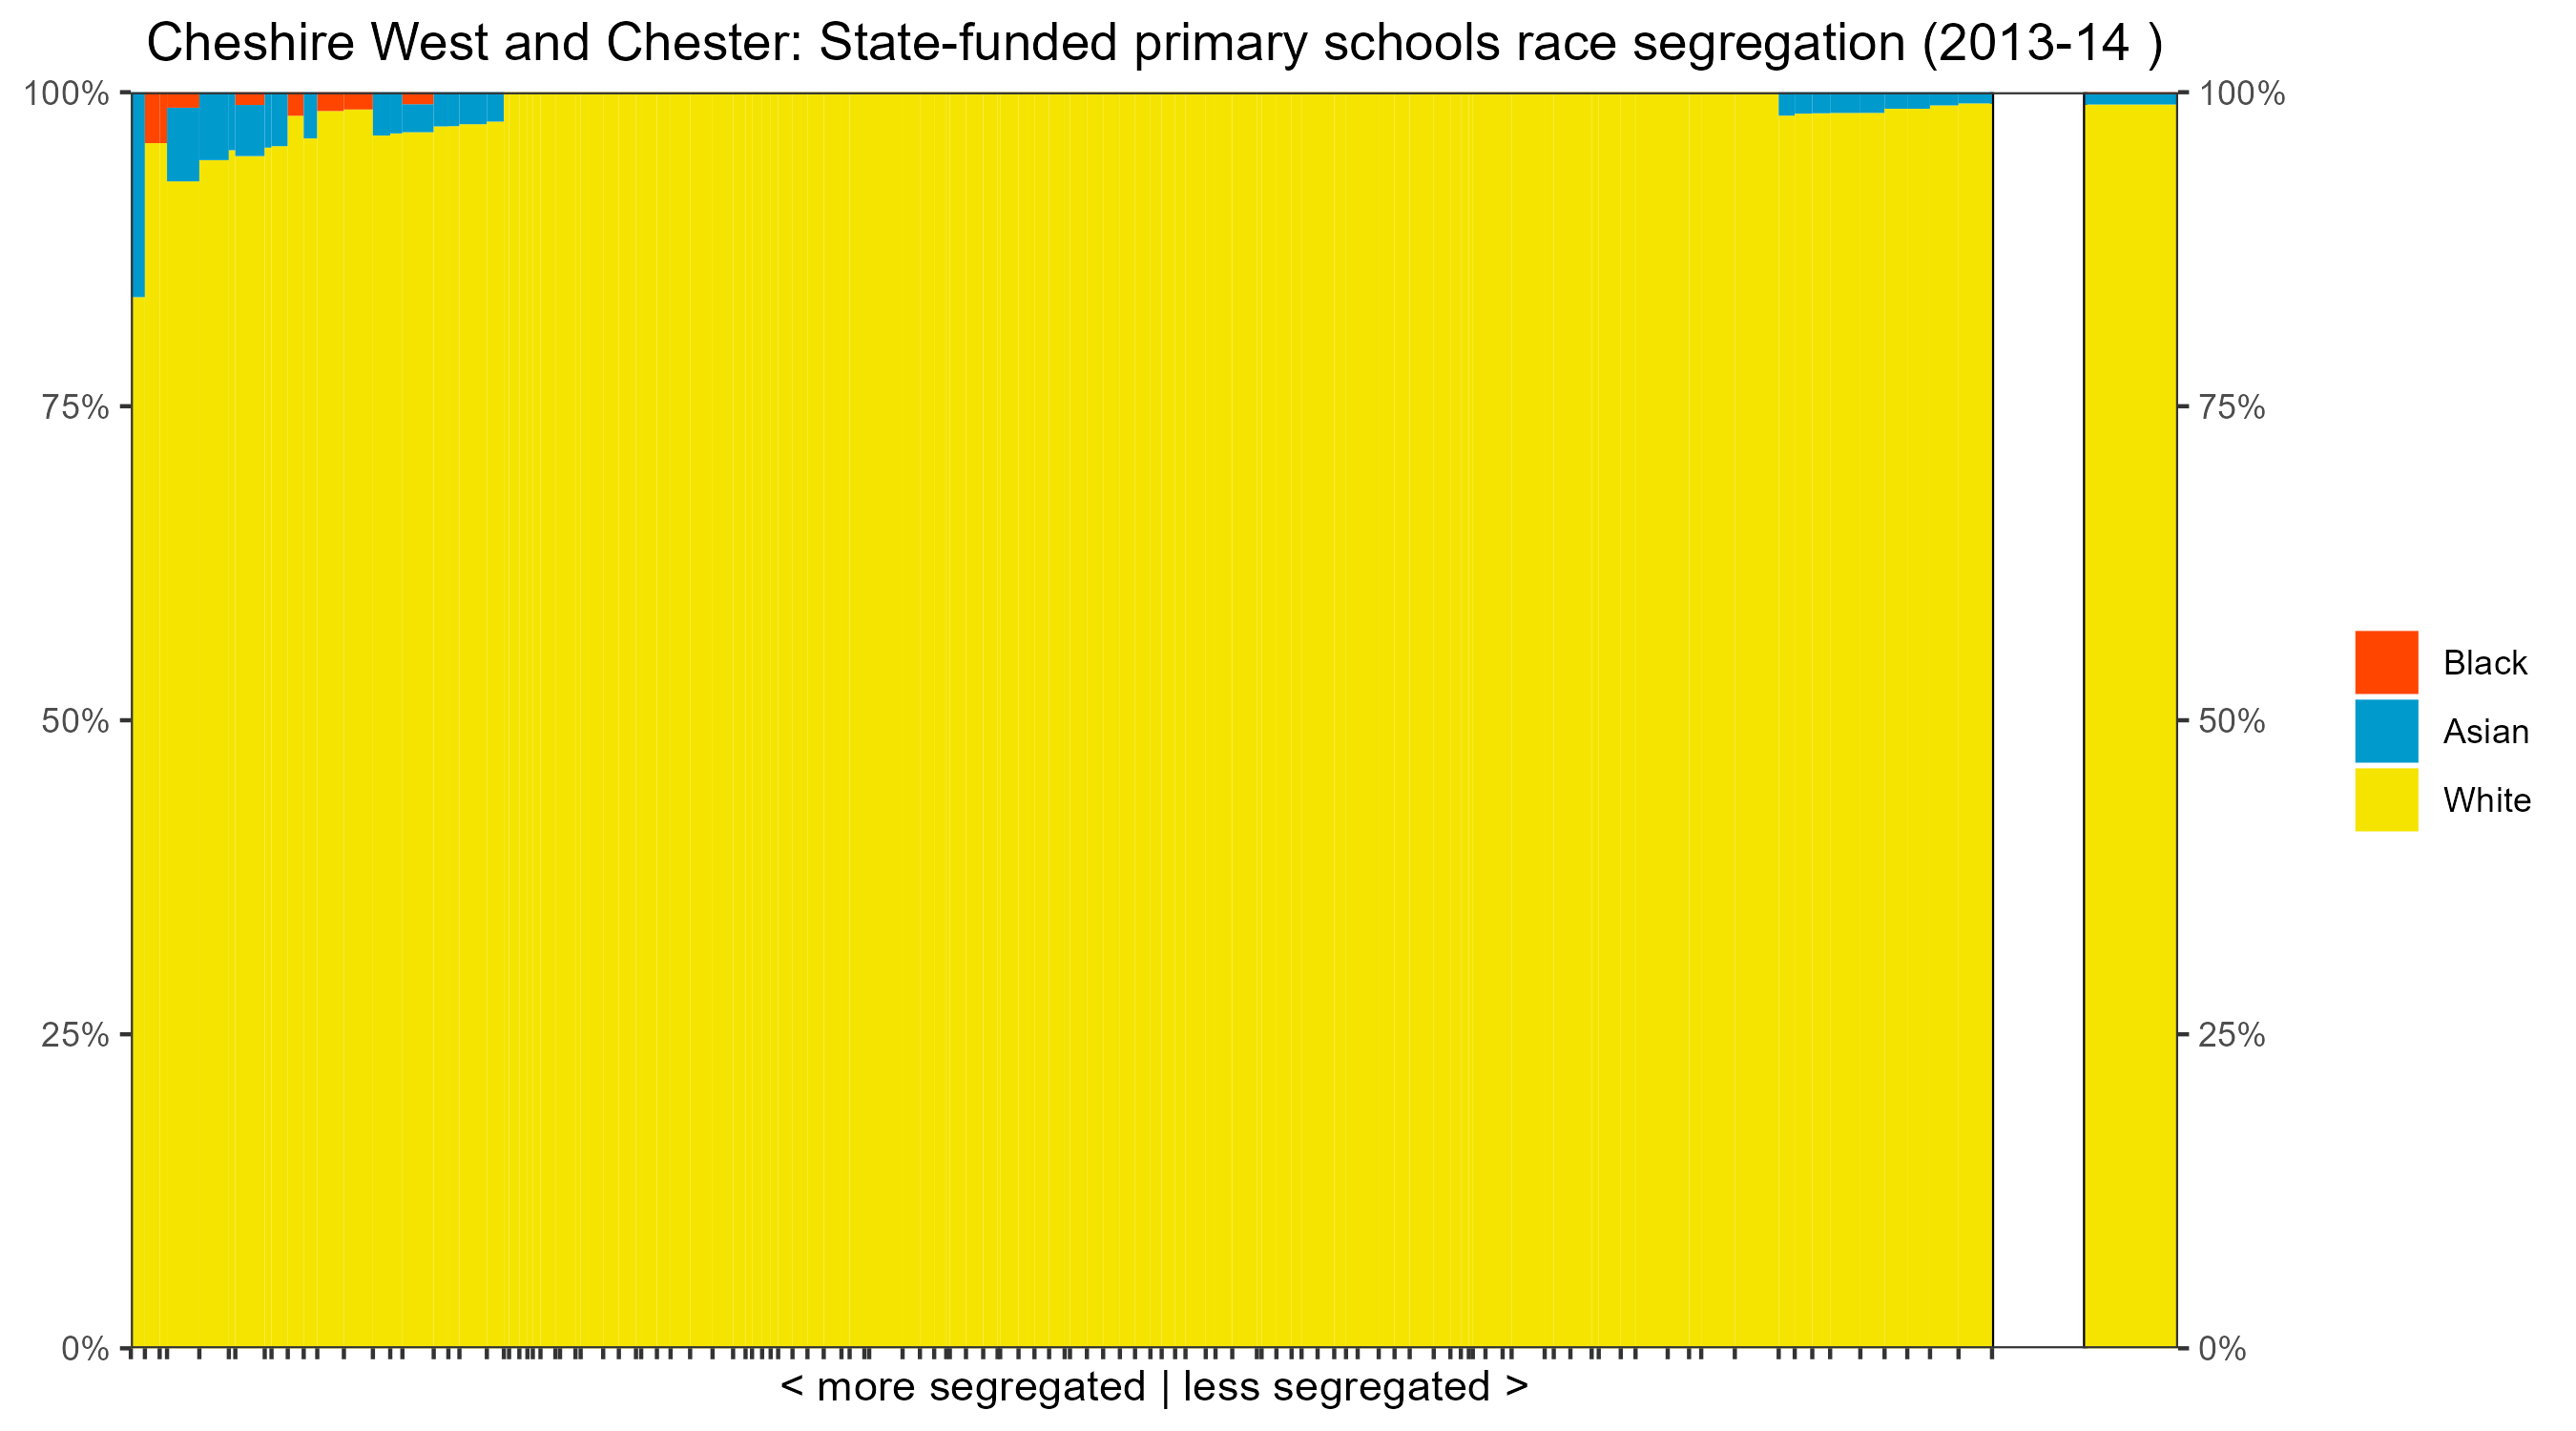 Cheshire West and Chester: State-funded primary schools race segregation (2013-14 )
100%
75%
50%
25%
0%
100%
75%
50%
25%
0%
Black
Asian
White
< more segregated | less segregated >